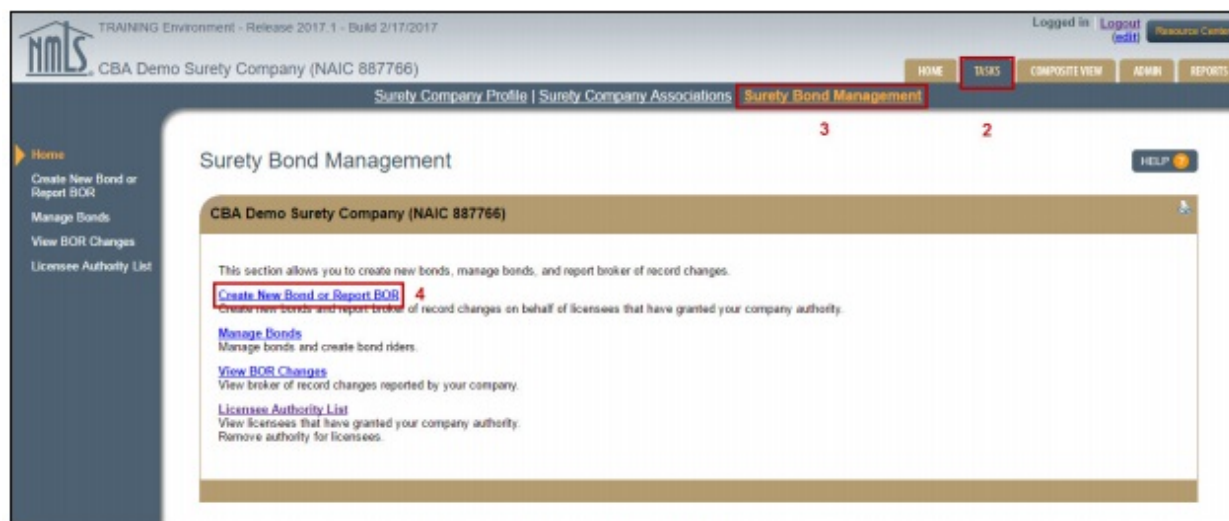 TRAINING Environment - Release 2017.1 - Build 2/17/2017
Logged in Logout
(edit)
Resource Center
NMLS
CBA Demo Surety Company (NAIC 887766)
HOME TASKS COMPOSITE VIEW ADMIN REPORTS
Surety Company Profile | Surety Company Associations Surety Bond Management
3 2
Home
Create New Bond or
Report BOR
Manage Bonds
View BOR Changes
Licensee Authority List
Surety Bond Management
HELP ?
CBA Demo Surety Company (NAIC 887766)
This section allows you to create new bonds, manage bonds, and report broker of record changes.
Create New Bond or Report BOR 4
Create new bonds and report broker of record changes on behalf of licensees that have granted your company authority.
Manage Bonds
Manage bonds and create bond riders.
View BOR Changes
View broker of record changes reported by your company.
Licensee Authority List
View licensees that have granted your company authority.
Remove authority for licensees.